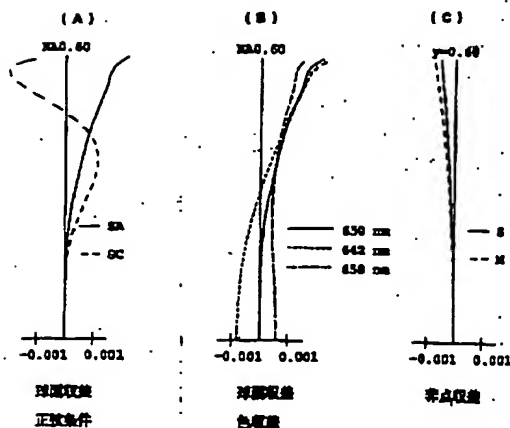 (A)
NA0.60
SA
SC
-0.001 0.001
球面収差
正弦条件
(B)
NA0.60
650 nm
642 nm
658 nm
-0.001 0.001
球面収差
色収差
(C)
y=0.60
S
M
-0.001 0.001
非点収差